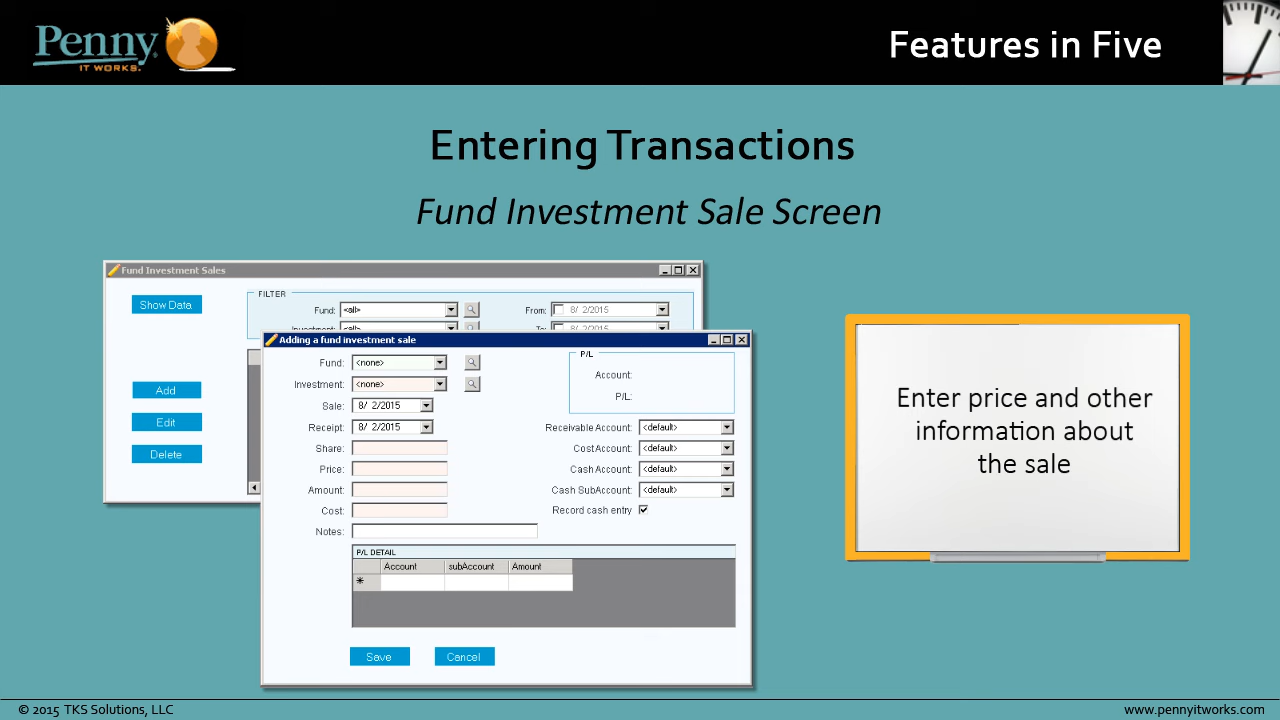 Penny®
IT WORKS.
Features in Five
Entering Transactions
Fund Investment Sale Screen
Fund Investment Sales
Show Data
FILTER
Fund: <all>
From: 8/ 2/2015
Investment: <all>
To: 8/ 2/2015
Add
Edit
Delete
Adding a fund investment sale
Fund: <none>
Investment: <none>
Sale: 8/ 2/2015
Receipt: 8/ 2/2015
Share:
Price:
Amount:
Cost:
Notes:
P/L
Account:
P/L:
Receivable Account: <default>
Cost Account: <default>
Cash Account: <default>
Cash SubAccount: <default>
Record cash entry
P/L DETAIL
Account subAccount Amount
Save Cancel
Enter price and other
information about
the sale
© 2015 TKS Solutions, LLC
www.pennyitworks.com